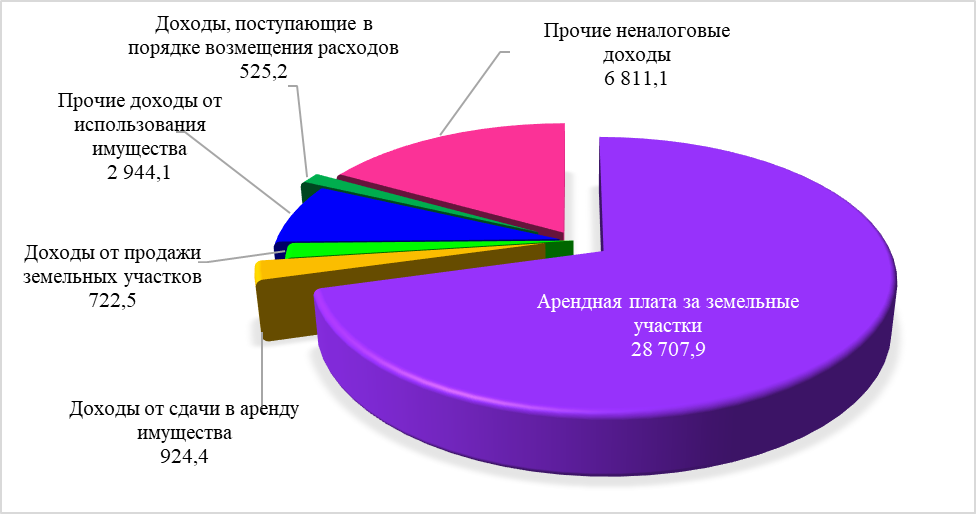 Доходы, поступающие в
порядке возмещения расходов
525,2
Прочие неналоговые
доходы
6 811,1
Прочие доходы от
использования
имущества
2 944,1
Доходы от продажи
земельных участков
722,5
Арендная плата за земельные
участки
28 707,9
Доходы от сдачи в аренду
имущества
924,4